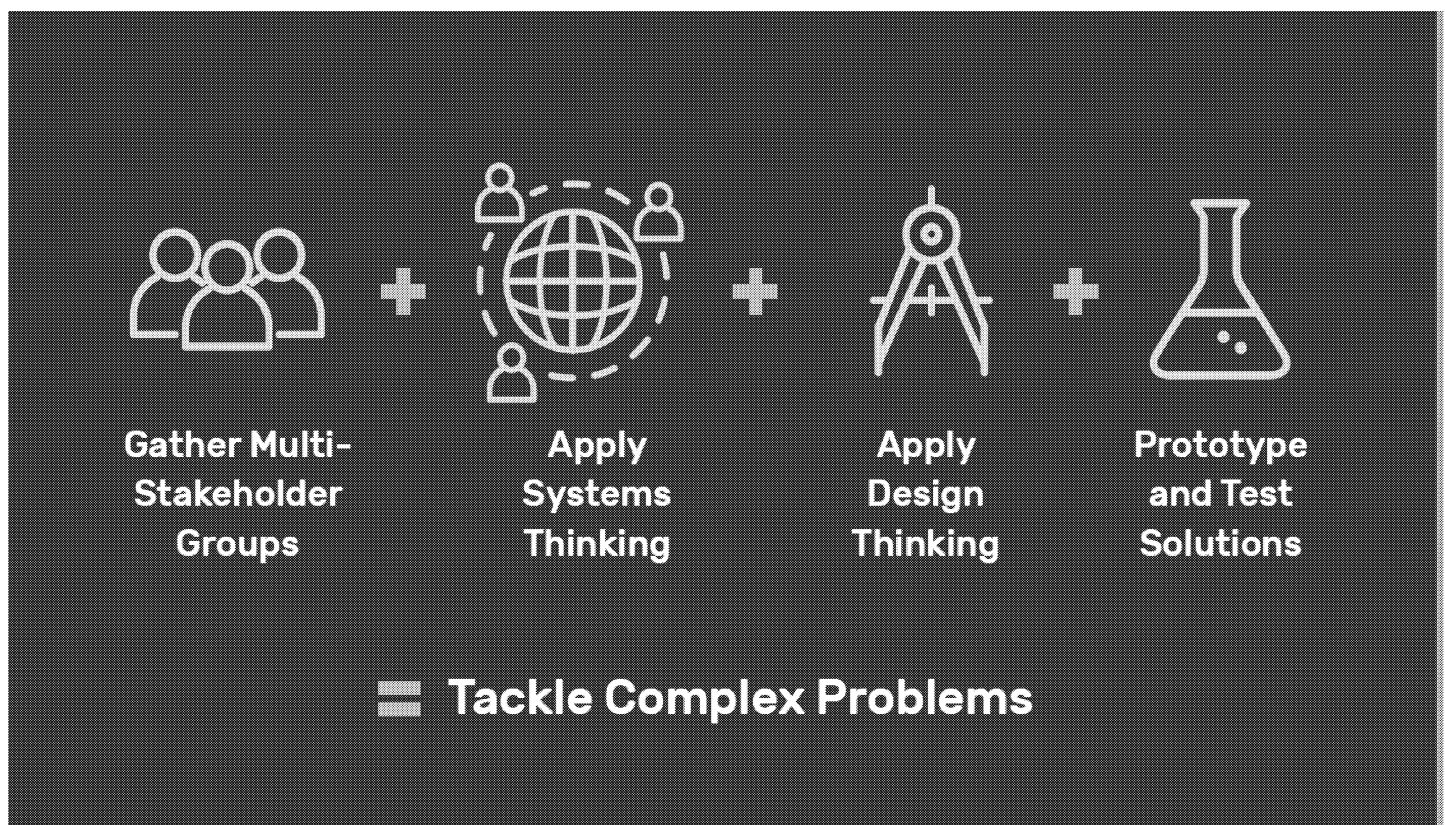 Gather Multi-
Stakeholder
Groups
Apply
Systems
Thinking
Apply
Design
Thinking
Prototype
and Test
Solutions
= Tackle Complex Problems